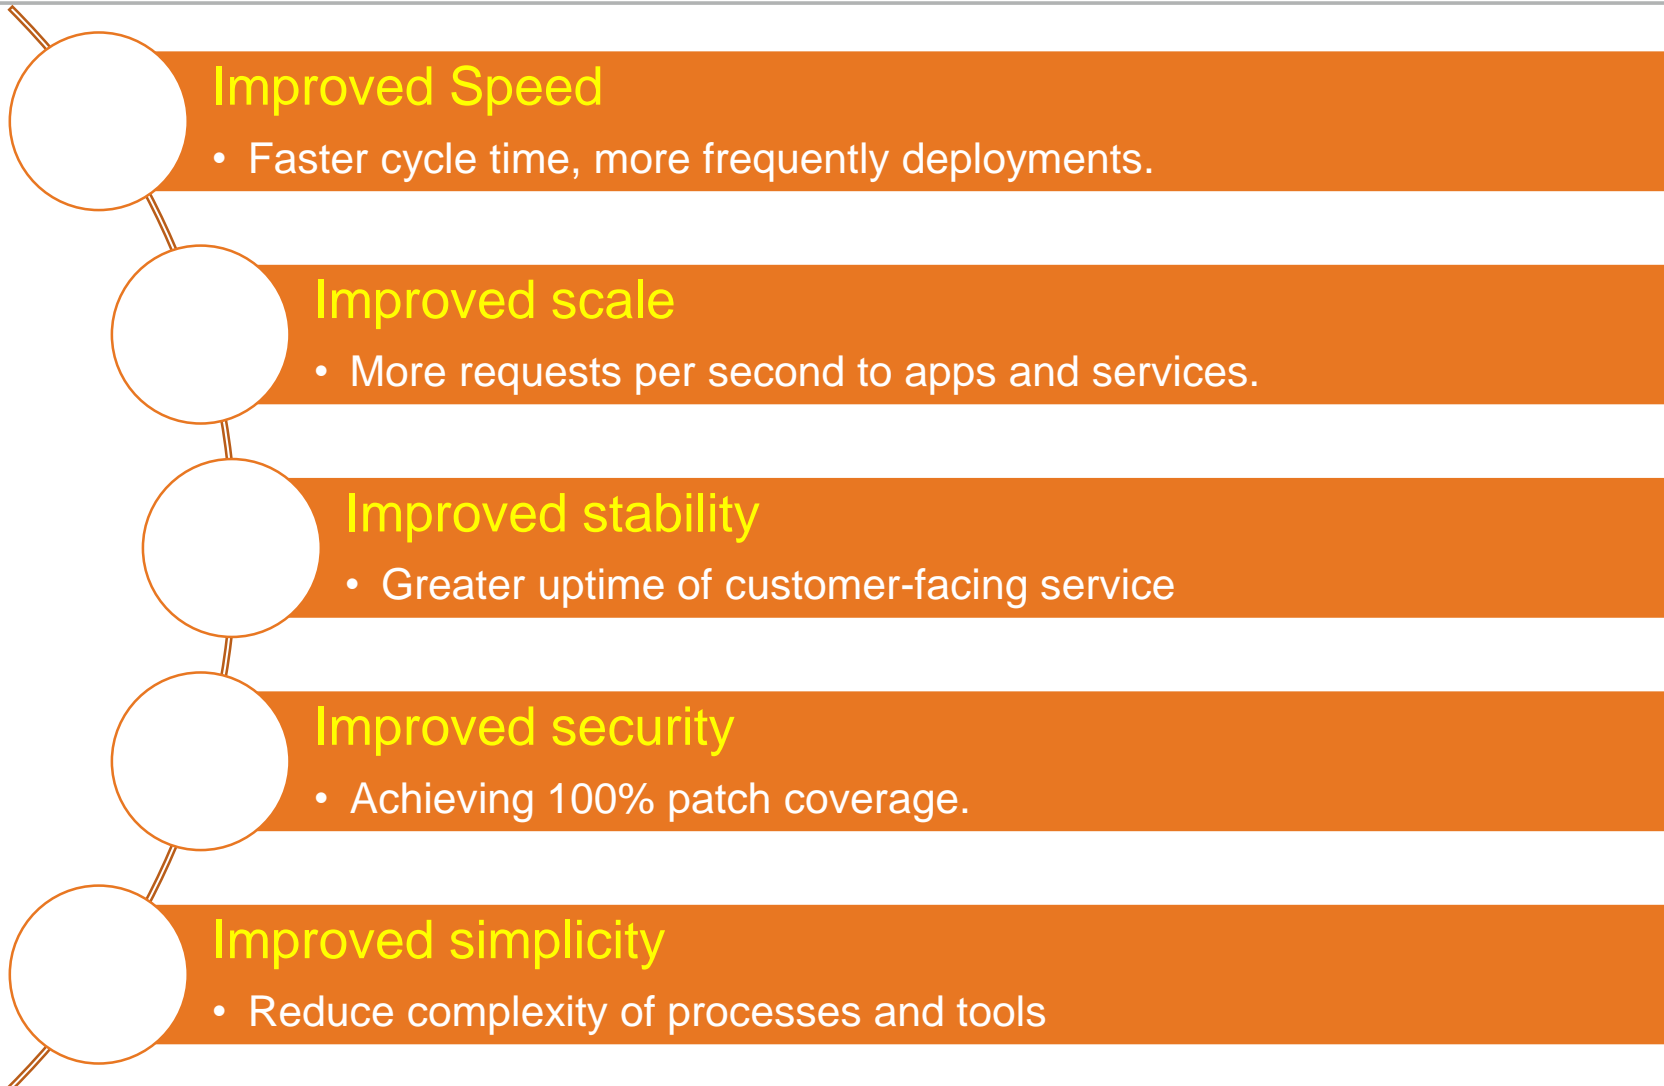 Improved Speed
• Faster cycle time, more frequently deployments.
Improved scale
• More requests per second to apps and services.
Improved stability
• Greater uptime of customer-facing service
Improved security
• Achieving 100% patch coverage.
Improved simplicity
• Reduce complexity of processes and tools